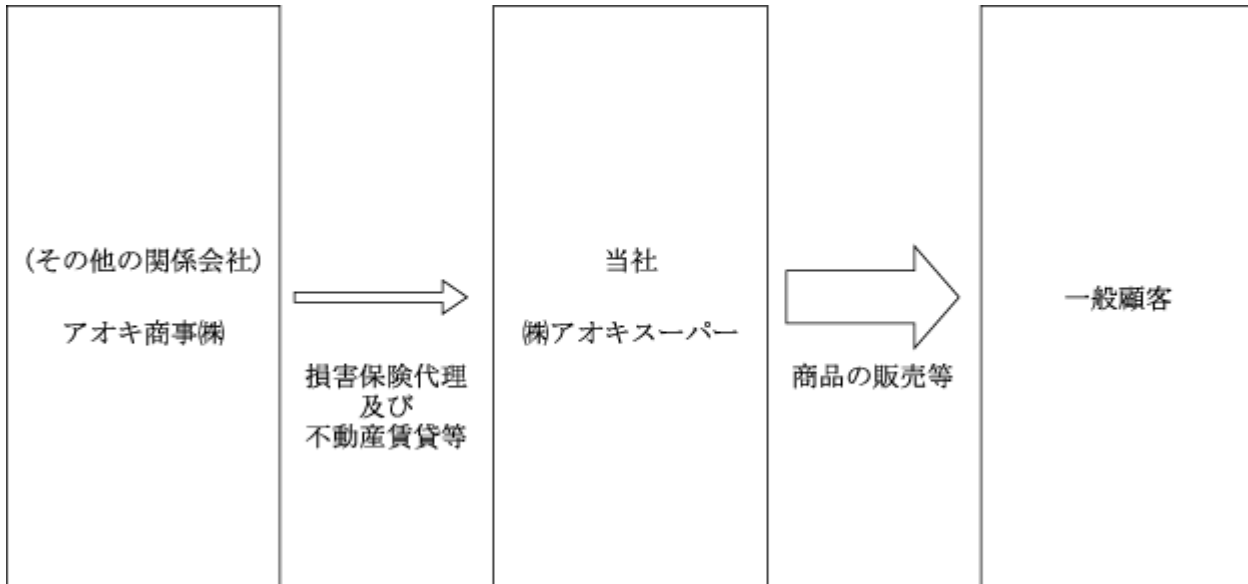 (その他の関係会社)
アオキ商事㈱
損害保険代理
及び
不動産賃貸等
当社
㈱アオキスーパー
商品の販売等
一般顧客